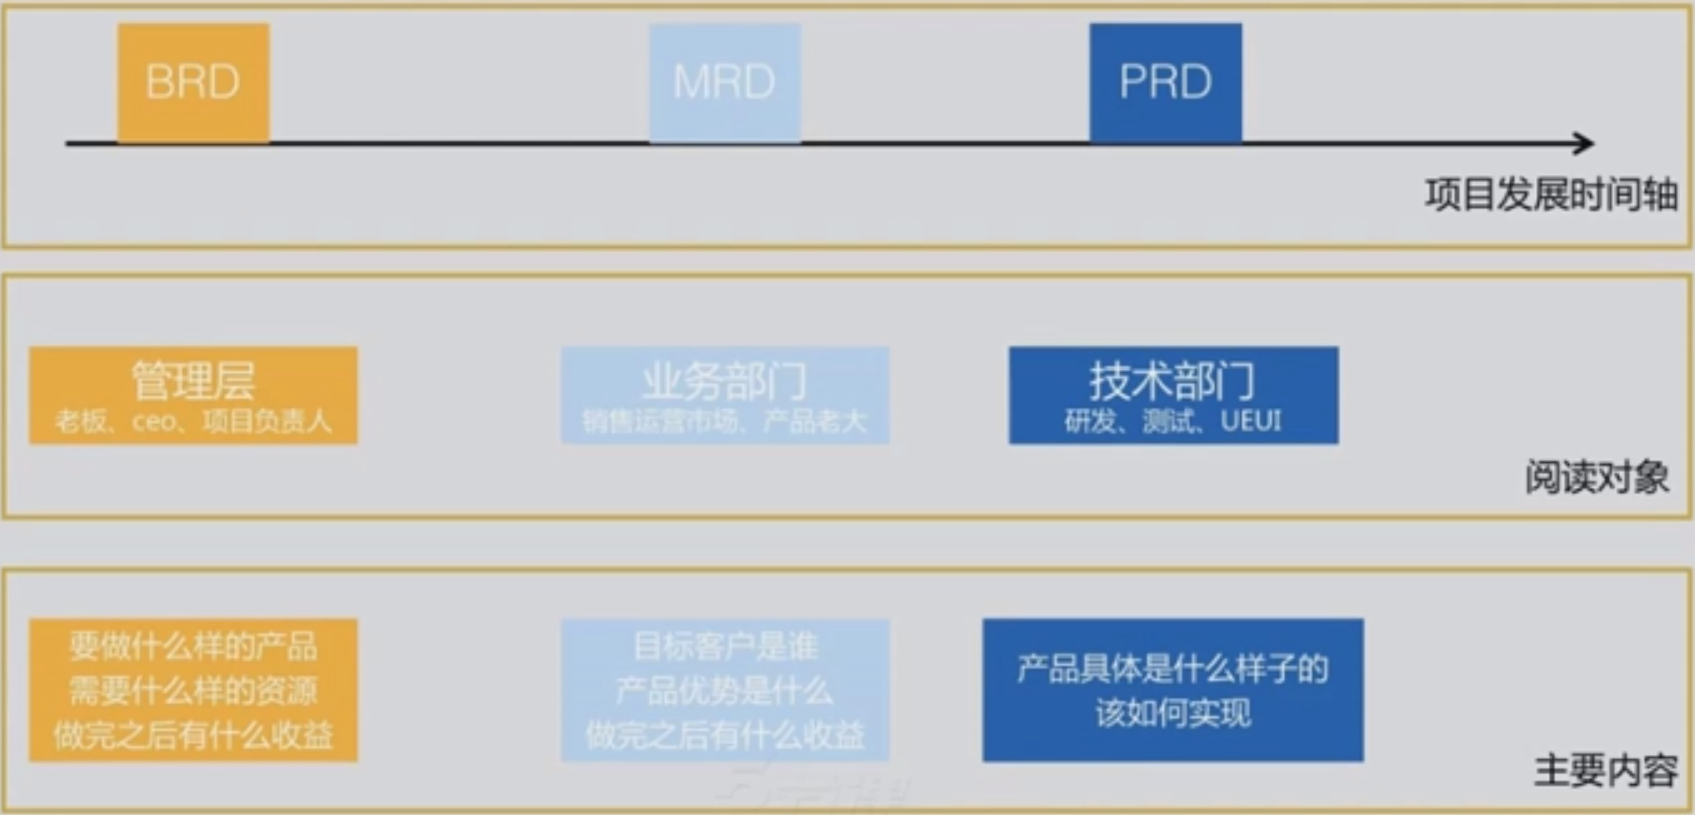 BRD
MRD
PRD
项目发展时间轴
管理层
老板、ceo、项目负责人
业务部门
销售运营市场、产品老大
技术部门
研发、测试、UEUI
阅读对象
要做什么样的产品
需要什么样的资源
做完之后有什么收益
目标客户是谁
产品优势是什么
做完之后有什么收益
产品具体是什么样子的
该如何实现
主要内容